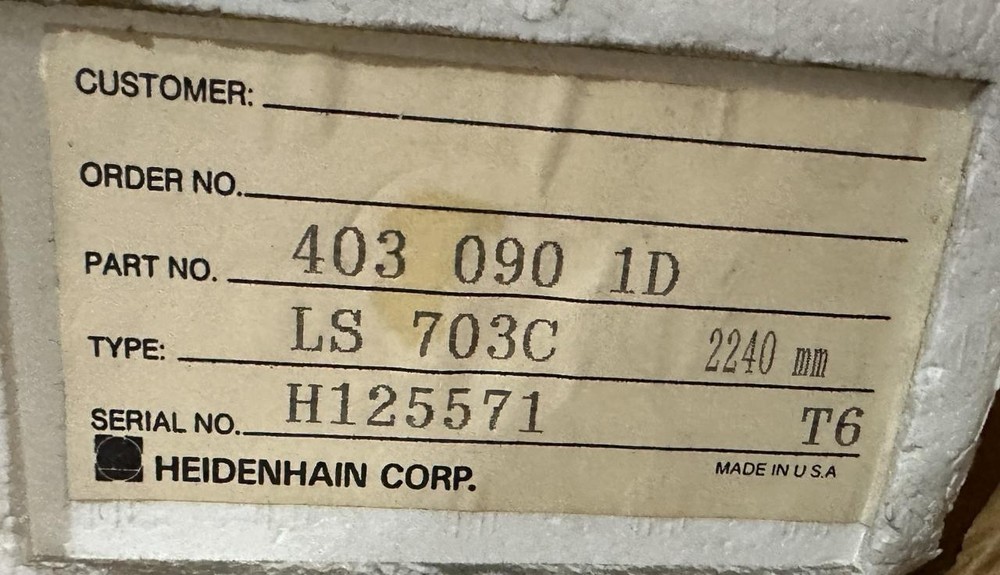 CUSTOMER:
ORDER NO.
PART NO. 403 090 1D
TYPE: LS 703C 2240 mm
SERIAL NO. H125571 T6
HEIDENHAIN CORP. MADE IN U S.A